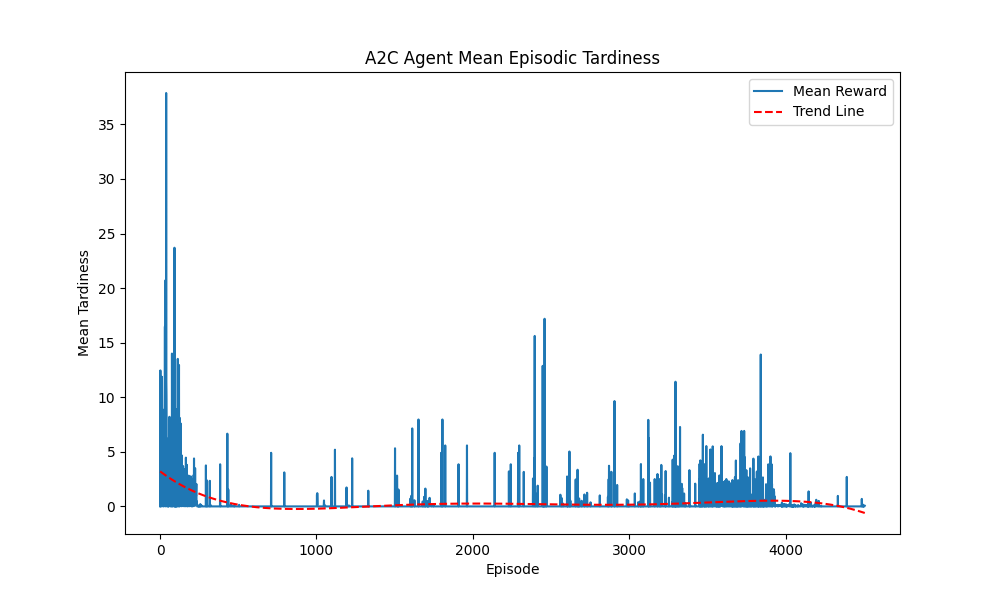 A2C Agent Mean Episodic Tardiness
Mean Reward
Trend Line
Mean Tardiness
35
30
25
20
15
10
5
0
0 1000 2000 3000 4000
Episode